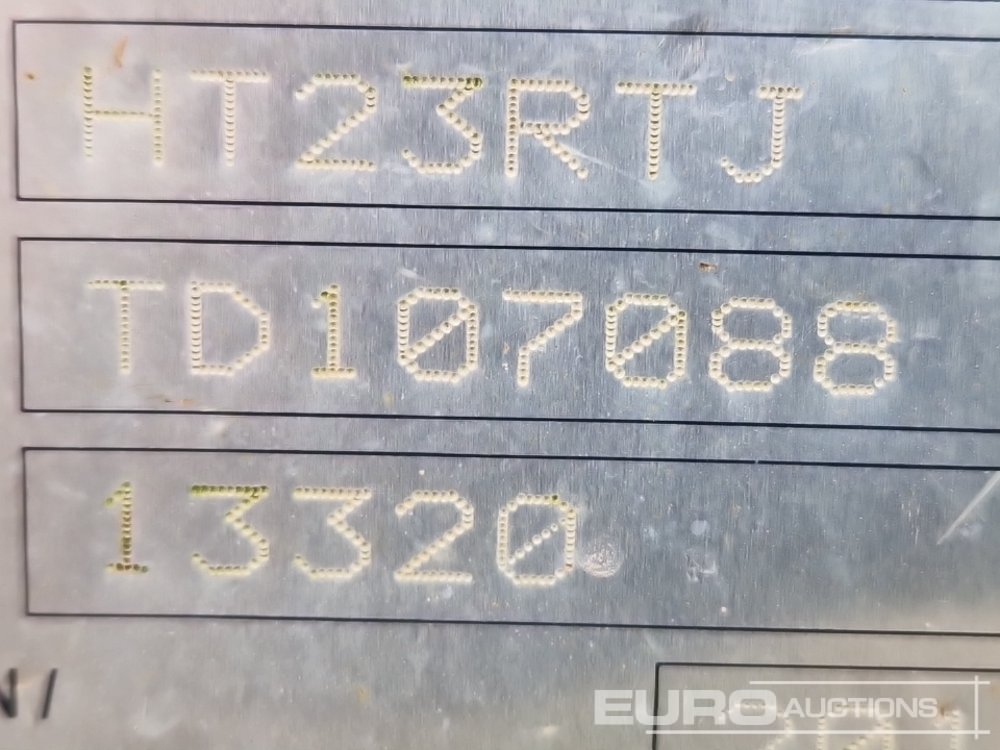 HT23RTJ
TD107088
13320
N/
EURO AUCTIONS